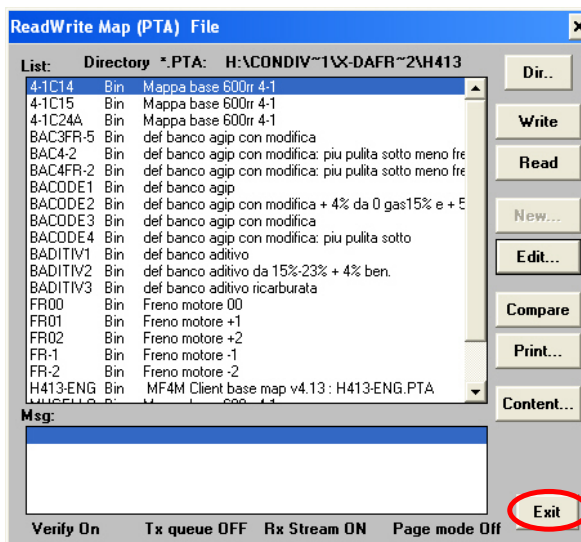 ReadWrite Map (PTA) File
List: Directory *.PTA: H:\CONDIV~1\X-DAFR~2\H413
Dir..
4-1C14 Bin Mappa base 600rr 4-1
4-1C15 Bin Mappa base 600rr 4-1
4-1C24A Bin Mappa base 600rr 4-1
BAC3FR-5 Bin def banco agip con modifica
BAC4-2 Bin def banco agip con modifica: piu pulita sotto meno fre
BAC4FR-2 Bin def banco agip con modifica: piu pulita sotto meno fre
BACODE1 Bin def banco agip
BACODE2 Bin def banco agip con modifica + 4% da 0 gas15% e + 5
BACODE3 Bin def banco agip con modifica
BACODE4 Bin def banco agip con modifica: piu pulita sotto
BADITIV1 Bin def banco aditivo
BADITIV2 Bin def banco aditivo da 15%-23% + 4% ben.
BADITIV3 Bin def banco aditivo ricarburata
FR00 Bin Freno motore 00
FR01 Bin Freno motore +1
FR02 Bin Freno motore +2
FR-1 Bin Freno motore -1
FR-2 Bin Freno motore -2
H413-ENG Bin MF4M Client base map v4.13 : H413-ENG.PTA
Write
Read
New...
Edit...
Compare
Print...
Content...
Msg:
Exit
Verify On Tx queue OFF Rx Stream ON Page mode Off